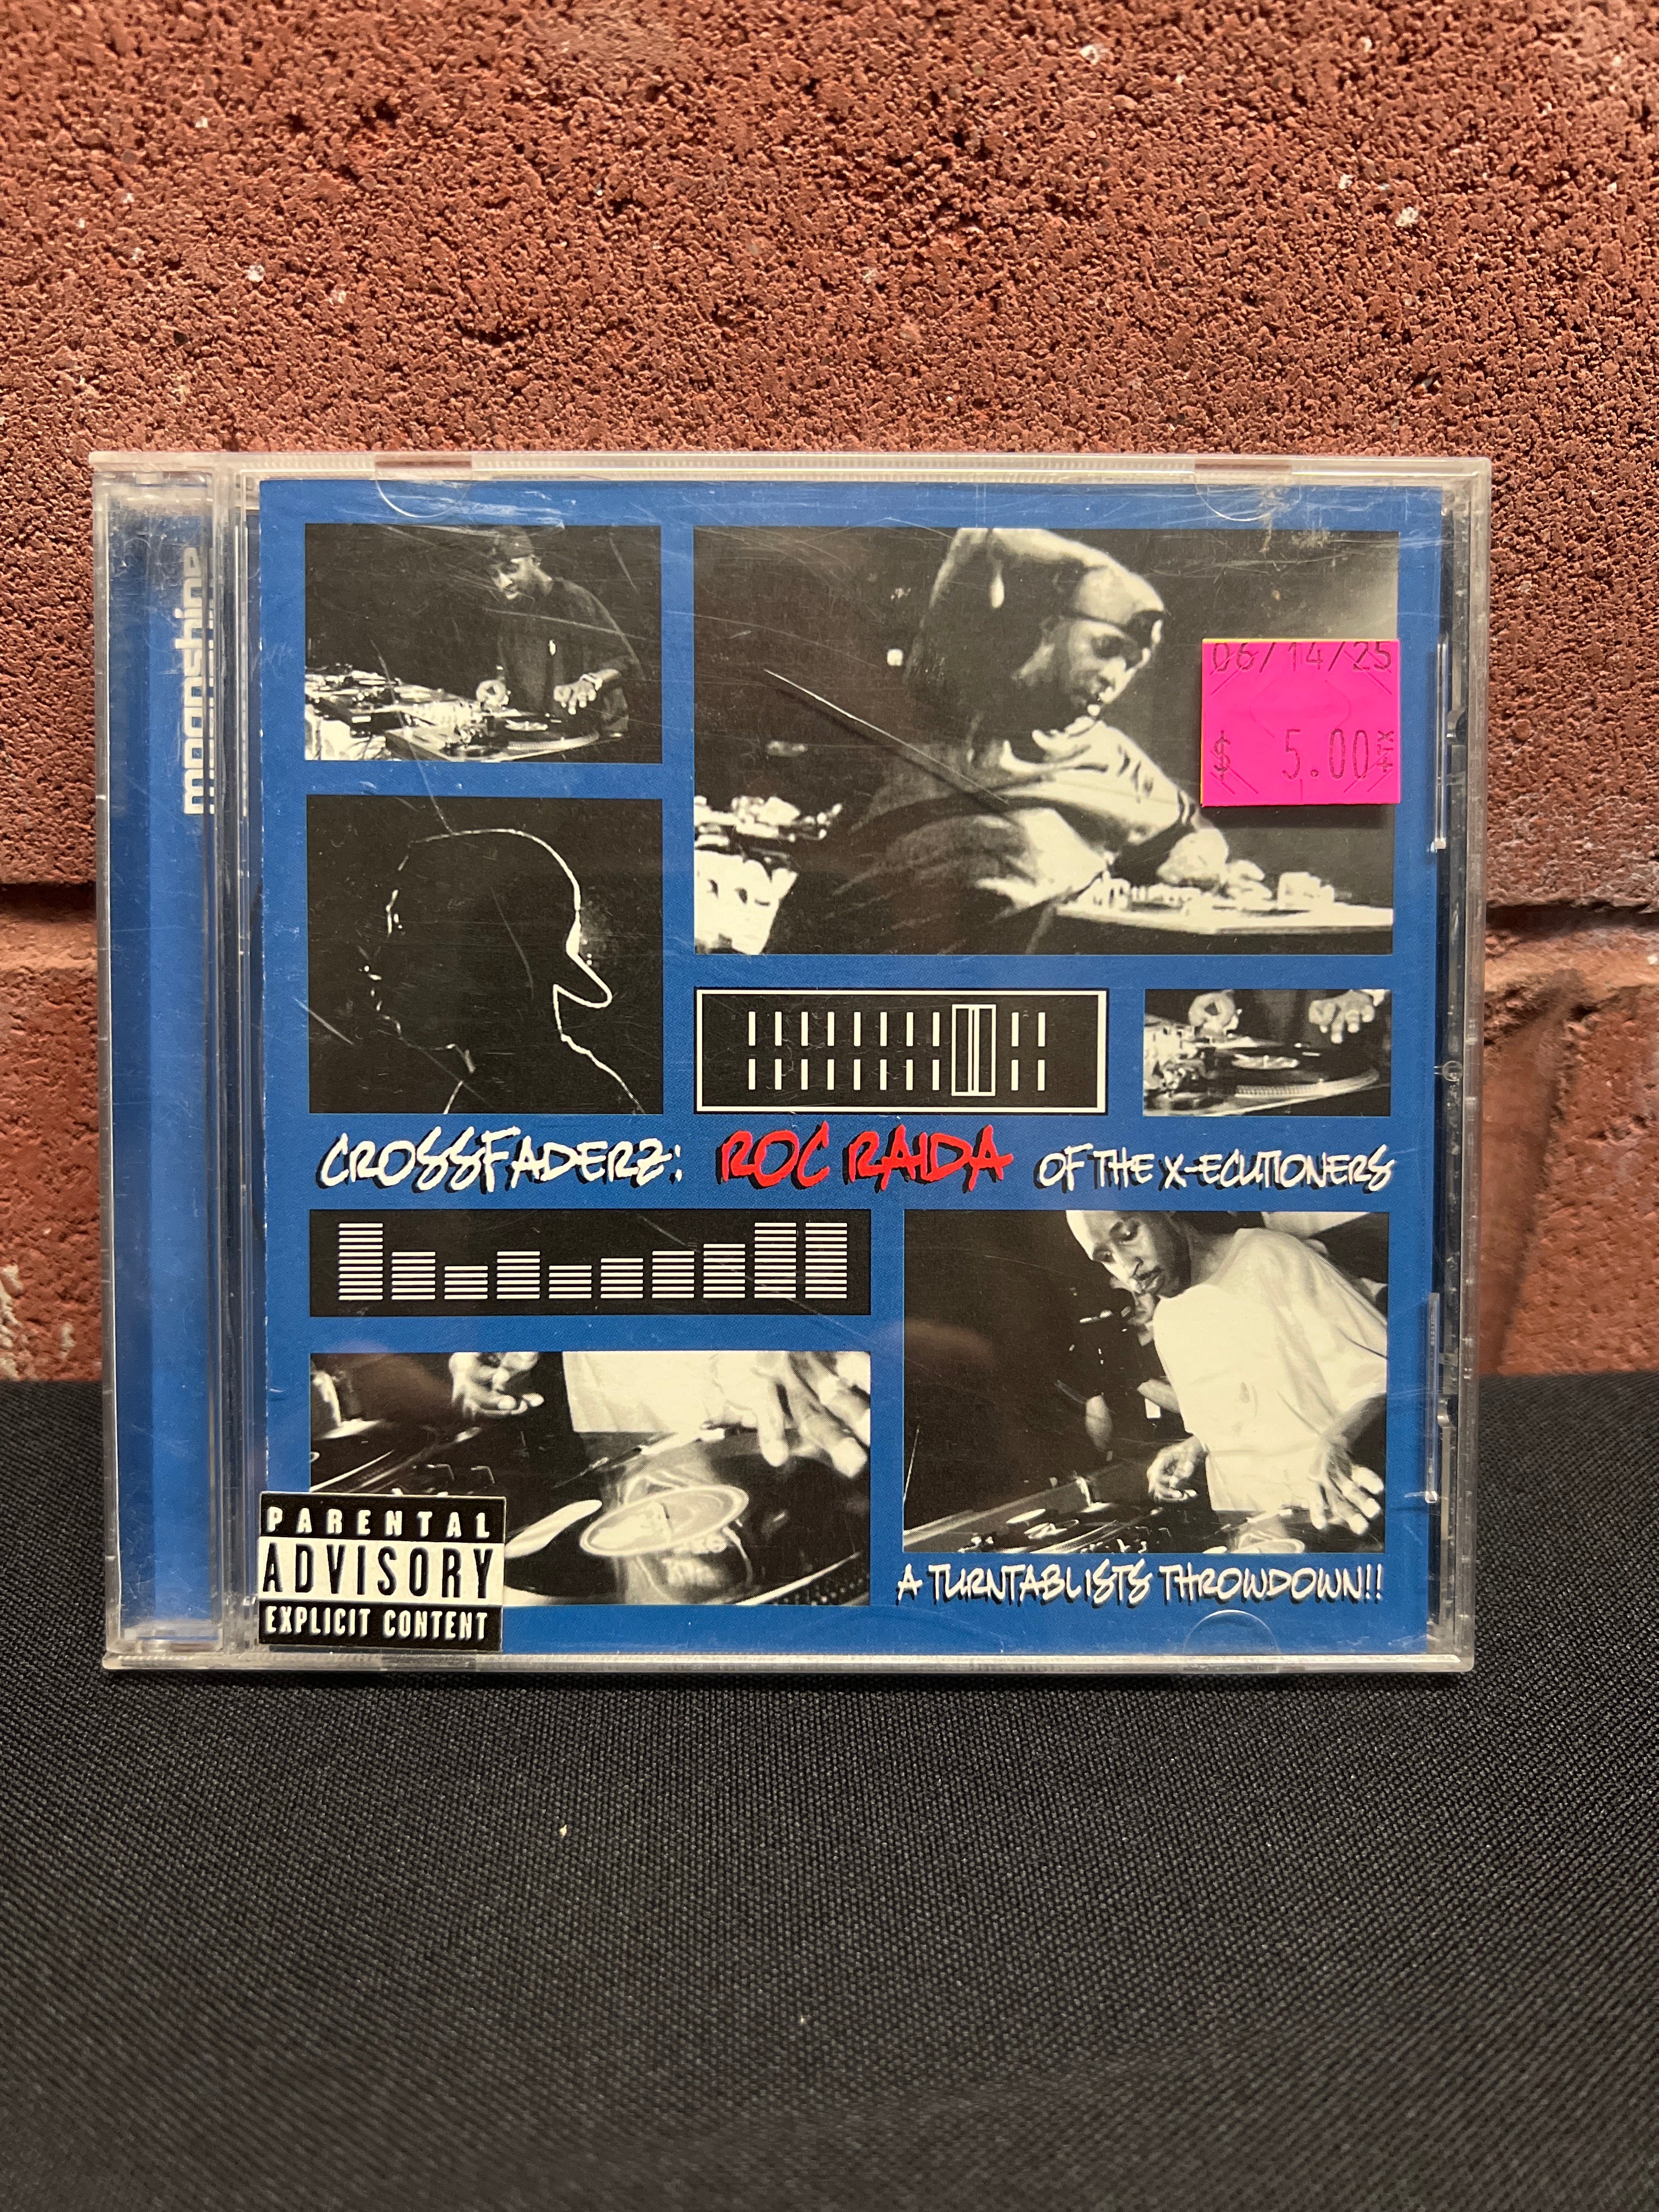 moonshine
06/14/25
$ 5.00
CROSSFADERZ: ROC RAIDA OF THE X-ECUTIONERS
PARENTAL
ADVISORY
EXPLICIT CONTENT
A TURNTABLISTS THROWDOWN!!